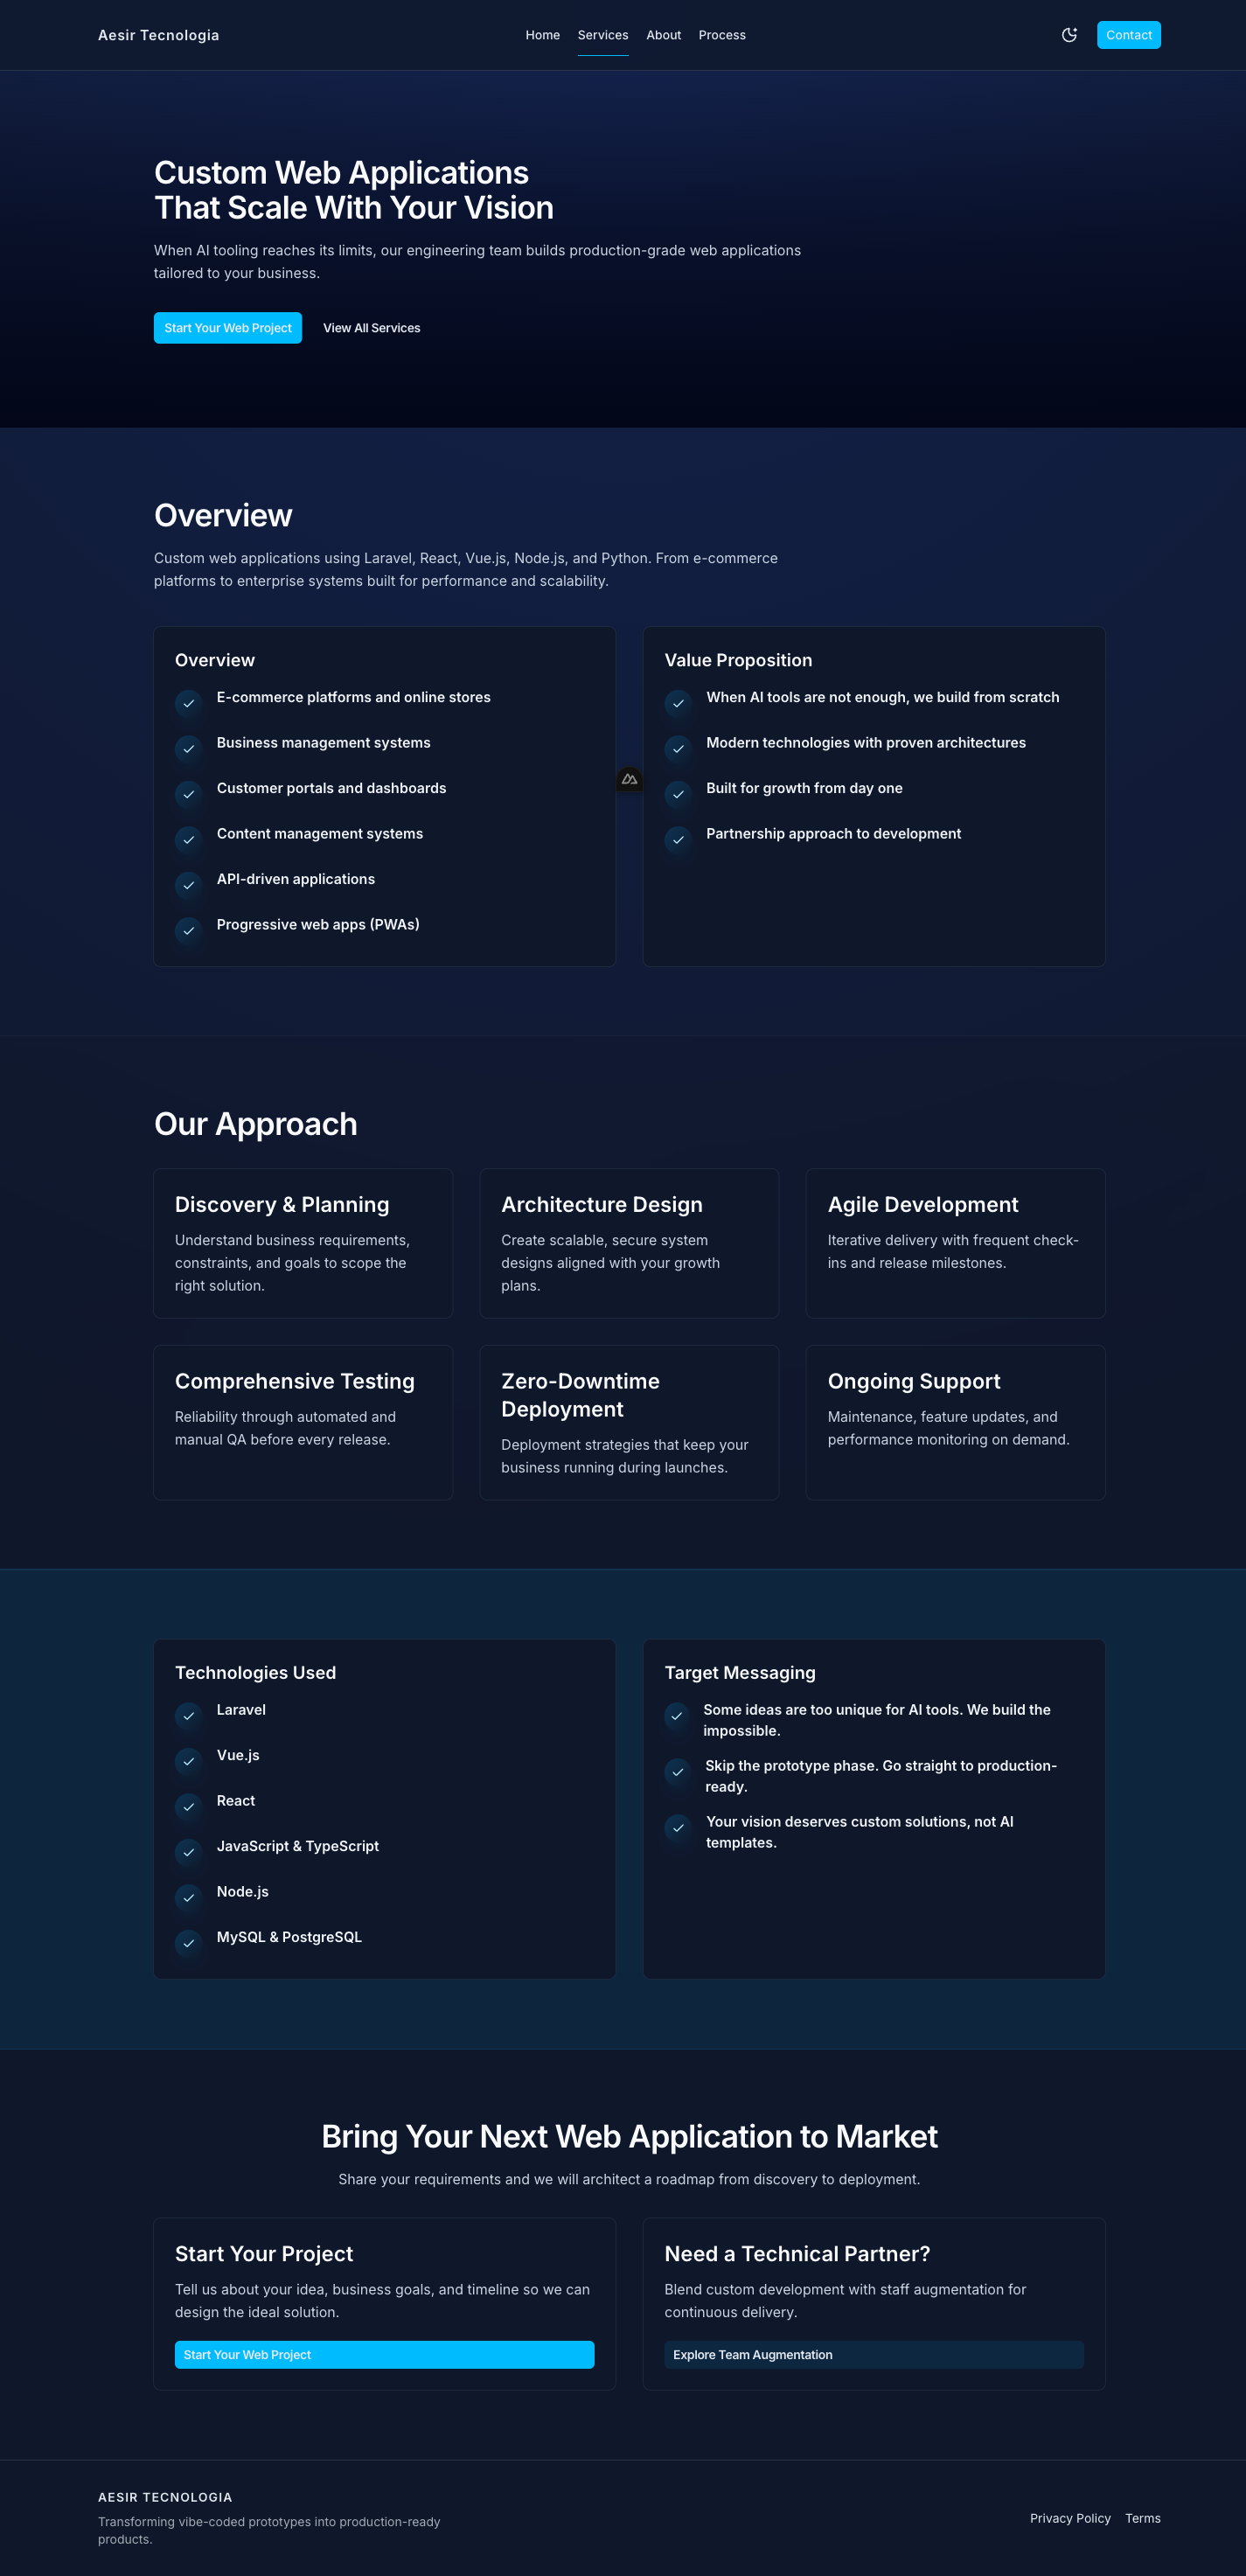 Aesir Tecnologia
Home Services About Process
Contact
Custom Web Applications
That Scale With Your Vision
When AI tooling reaches its limits, our engineering team builds production-grade web applications
tailored to your business.
Start Your Web Project
View All Services
Overview
Custom web applications using Laravel, React, Vue.js, Node.js, and Python. From e-commerce
platforms to enterprise systems built for performance and scalability.
Overview
E-commerce platforms and online stores
Business management systems
Customer portals and dashboards
Content management systems
API-driven applications
Progressive web apps (PWAs)
Value Proposition
When AI tools are not enough, we build from scratch
Modern technologies with proven architectures
Built for growth from day one
Partnership approach to development
Our Approach
Discovery & Planning
Understand business requirements,
constraints, and goals to scope the
right solution.
Architecture Design
Create scalable, secure system
designs aligned with your growth
plans.
Agile Development
Iterative delivery with frequent check-
ins and release milestones.
Comprehensive Testing
Reliability through automated and
manual QA before every release.
Zero-Downtime
Deployment
Deployment strategies that keep your
business running during launches.
Ongoing Support
Maintenance, feature updates, and
performance monitoring on demand.
Technologies Used
Laravel
Vue.js
React
JavaScript & TypeScript
Node.js
MySQL & PostgreSQL
Target Messaging
Some ideas are too unique for AI tools. We build the
impossible.
Skip the prototype phase. Go straight to production-
ready.
Your vision deserves custom solutions, not AI
templates.
Bring Your Next Web Application to Market
Share your requirements and we will architect a roadmap from discovery to deployment.
Start Your Project
Tell us about your idea, business goals, and timeline so we can
design the ideal solution.
Start Your Web Project
Need a Technical Partner?
Blend custom development with staff augmentation for
continuous delivery.
Explore Team Augmentation
AESIR TECNOLOGIA
Transforming vibe-coded prototypes into production-ready
products.
Privacy Policy Terms